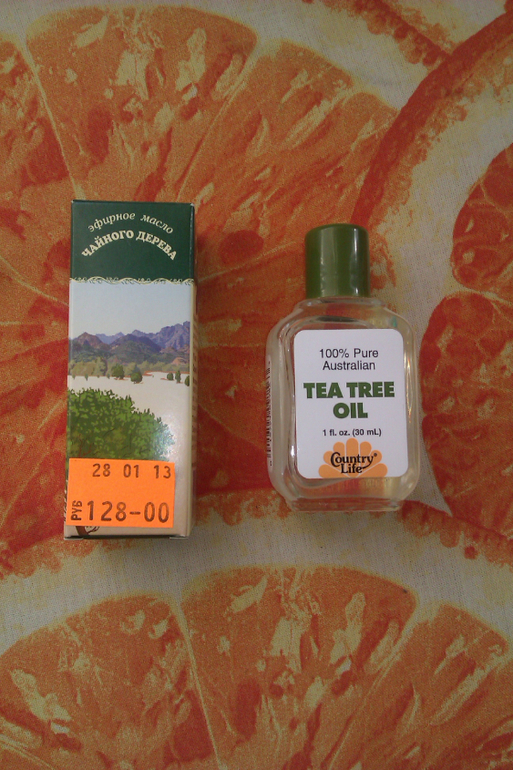 эфирное масло
ЧАЙНОГО ДЕРЕВА
28 01 13
РУБ 128-00
100% Pure
Australian
TEA TREE
OIL
1 fl. oz. (30 mL)
Country
Life